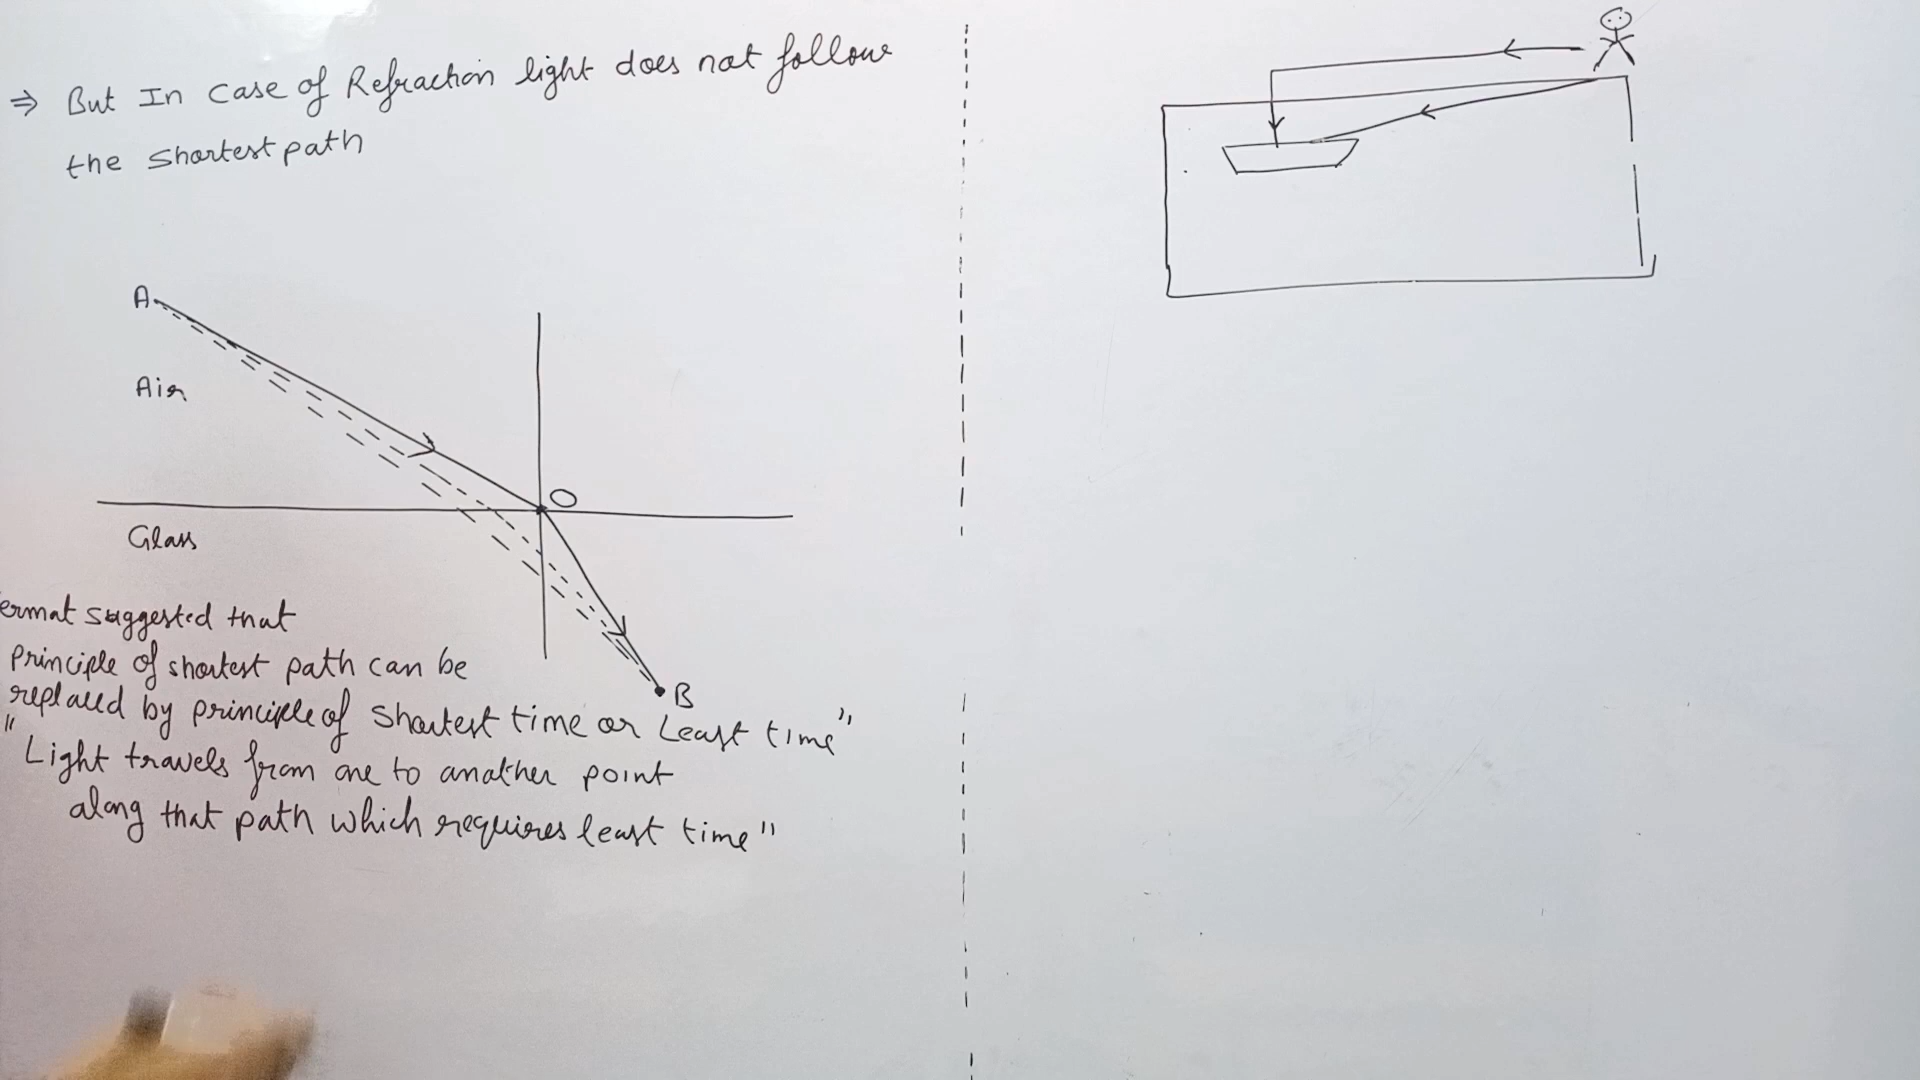 ⇒ But In case of Refraction light does not follow
the shortest path
A
Air
O
Glass
ermat suggested that
principle of shortest path can be
B
replaced by principle of shortest time or Least time"
"Light travels from one to another point
along that path which requires least time"